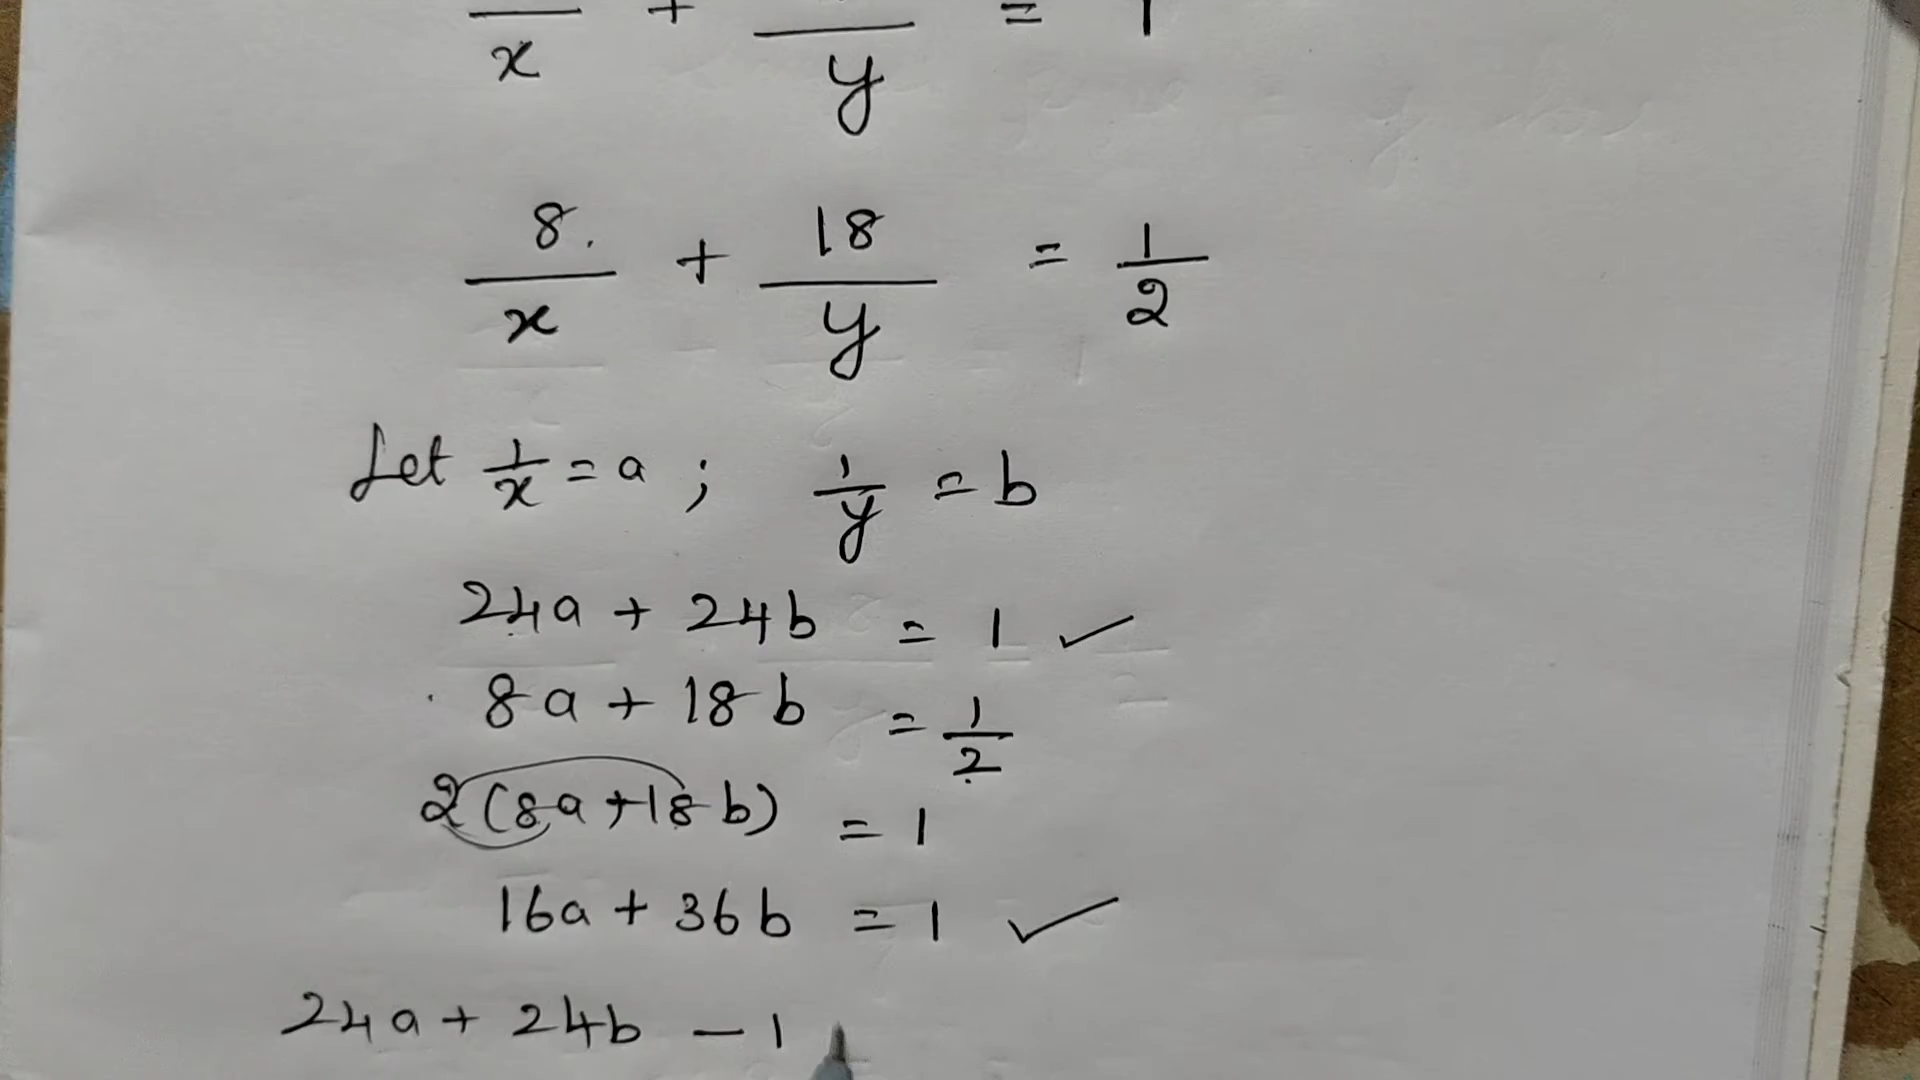 x + y = 1
8/x + 18/y = 1/2
Let 1/x = a ; 1/y = b
24a + 24b = 1 ✓
8a + 18b = 1/2
2(8a + 18b) = 1
16a + 36b = 1 ✓
24a + 24b - 1